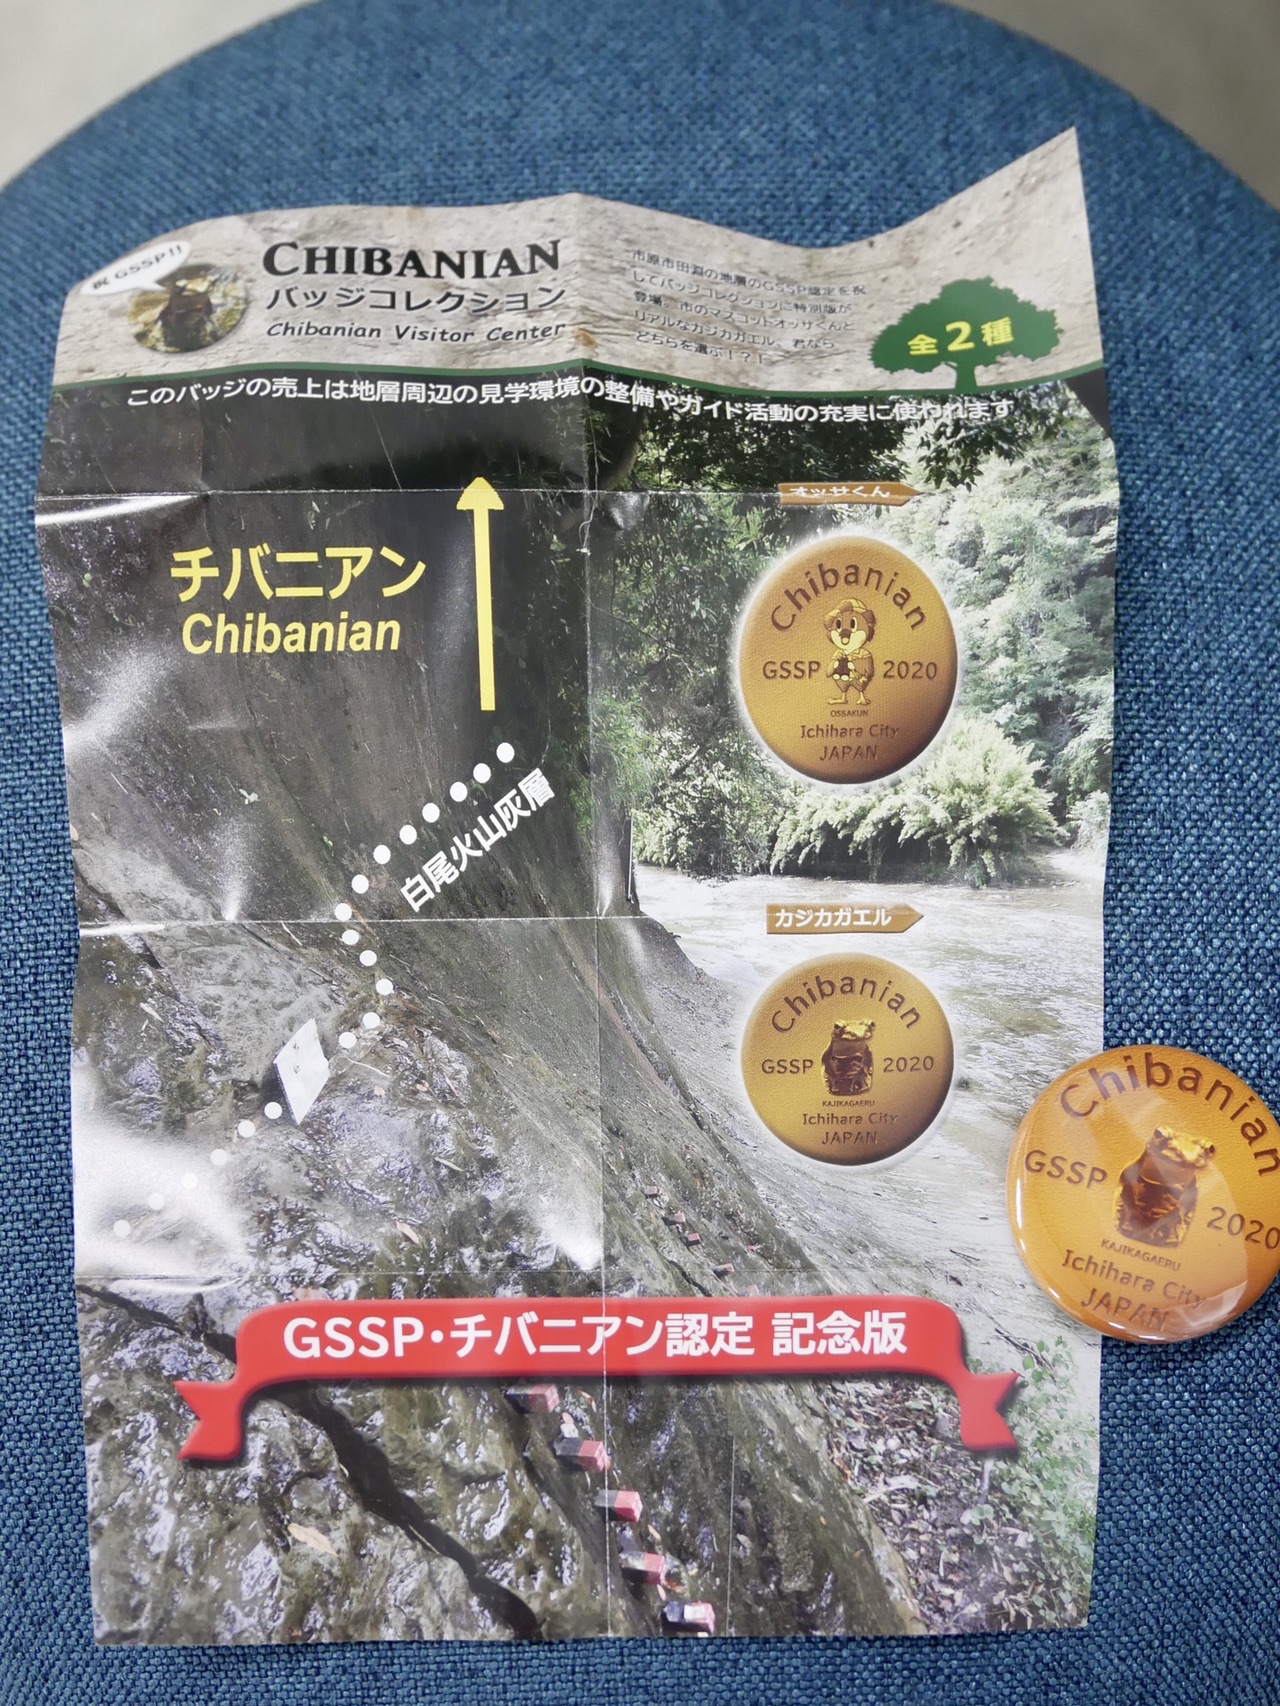 祝 GSSP!!
CHIBANIAN
バッジコレクション
Chibanian Visitor Center
市原市田淵の地層のGSSP認定を祝
してバッジコレクションに特別版が
登場。市のマスコットオッサくんと
リアルなカジカガエル、君なら
どちらを選ぶ!?!
全2種
このバッジの売上は地層周辺の見学環境の整備やガイド活動の充実に使われます
オッサくん
チバニアン
Chibanian
白尾火山灰層
Chibanian
GSSP 2020
OSSAKUN
Ichihara City
JAPAN
カジカガエル
Chibanian
GSSP 2020
KAJIKAGAERU
Ichihara City
JAPAN
Chibanian
GSSP 2020
KAJIKAGAERU
Ichihara City
JAPAN
GSSP・チバニアン認定 記念版